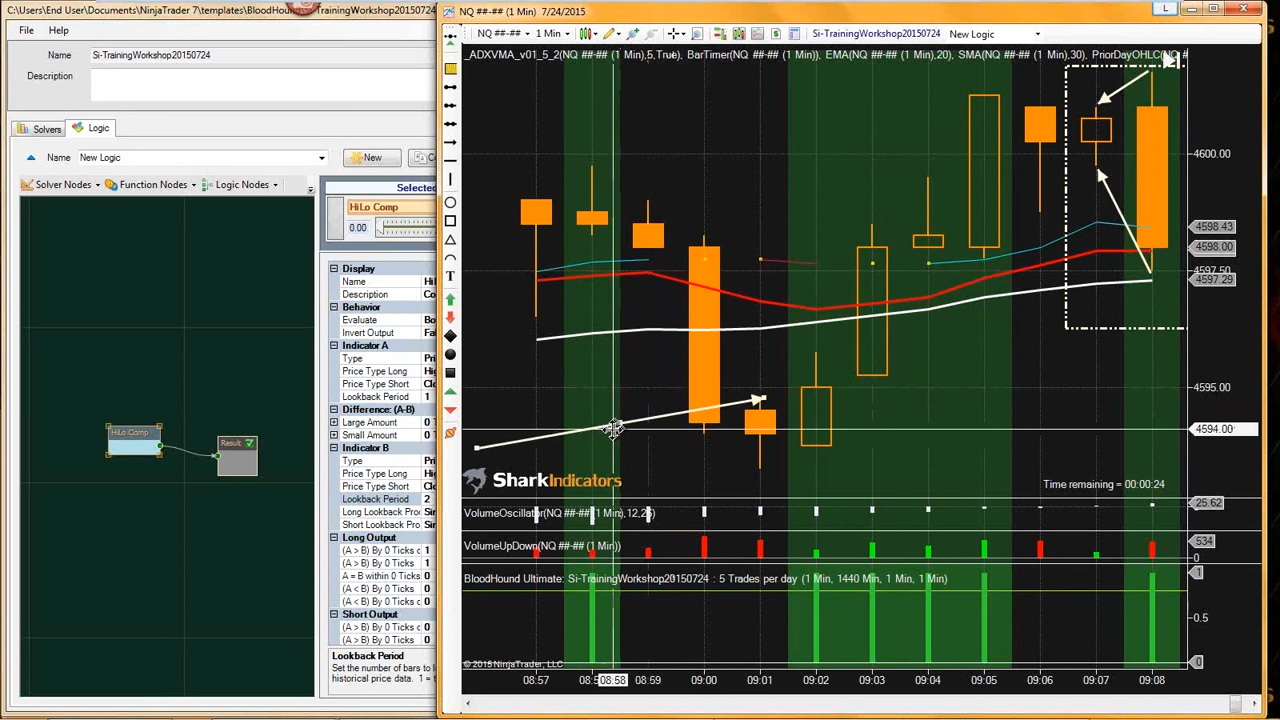 C:\Users\End User\Documents\NinjaTrader 7\templates\BloodHound\Si-TrainingWorkshop20150724
File
Help
Name
Si-TrainingWorkshop20150724
Description
Solvers
Logic
Name
New Logic
New
Solver Nodes
Function Nodes
Logic Nodes
Selected
HiLo Comp
0.00
HiLo Comp
Result
Display
Name
Description
Behavior
Evaluate
Invert Output
Indicator A
Type
Price Type Long
Price Type Short
Lookback Period 1
Difference: (A-B)
Large Amount 0
Small Amount 0
Indicator B
Type
Price Type Long
Price Type Short
Lookback Period 2
Long Lookback
Short Lookback
Long Output
(A > B) By 0 Ticks 1
(A > B) By 0 Ticks 1
A = B within 0 Ticks 0
(A < B) By 0 Ticks 0
(A < B) By 0 Ticks 0
Short Output
(A > B) By 0 Ticks 0
(A > B) By 0 Ticks 0
Lookback Period
Set the number of bars to
historical price data. 1 =
NQ ##-## (1 Min) 7/24/2015
L
NQ ##-##
1 Min
Si-TrainingWorkshop20150724
New Logic
_ADXVMA_v01_5_2(NQ ##-## (1 Min),5,True), BarTimer(NQ ##-## (1 Min)), EMA(NQ ##-## (1 Min),20), SMA(NQ ##-## (1 Min),30), PriorDayOHLC(NQ
T
4600.00
4598.43
4598.00
4597.50
4597.29
4595.00
4594.00
SharkIndicators
Time remaining = 00:00:24
25.62
VolumeOscillator(NQ ##-## (1 Min),12,26)
VolumeUpDown(NQ ##-## (1 Min))
534
0
BloodHound Ultimate: Si-TrainingWorkshop20150724 : 5 Trades per day (1 Min, 1440 Min, 1 Min, 1 Min)
1
0.5
0
© 2015 NinjaTrader, LLC
08:57
08:58
08:59
09:00
09:01
09:02
09:03
09:04
09:05
09:06
09:07
09:08